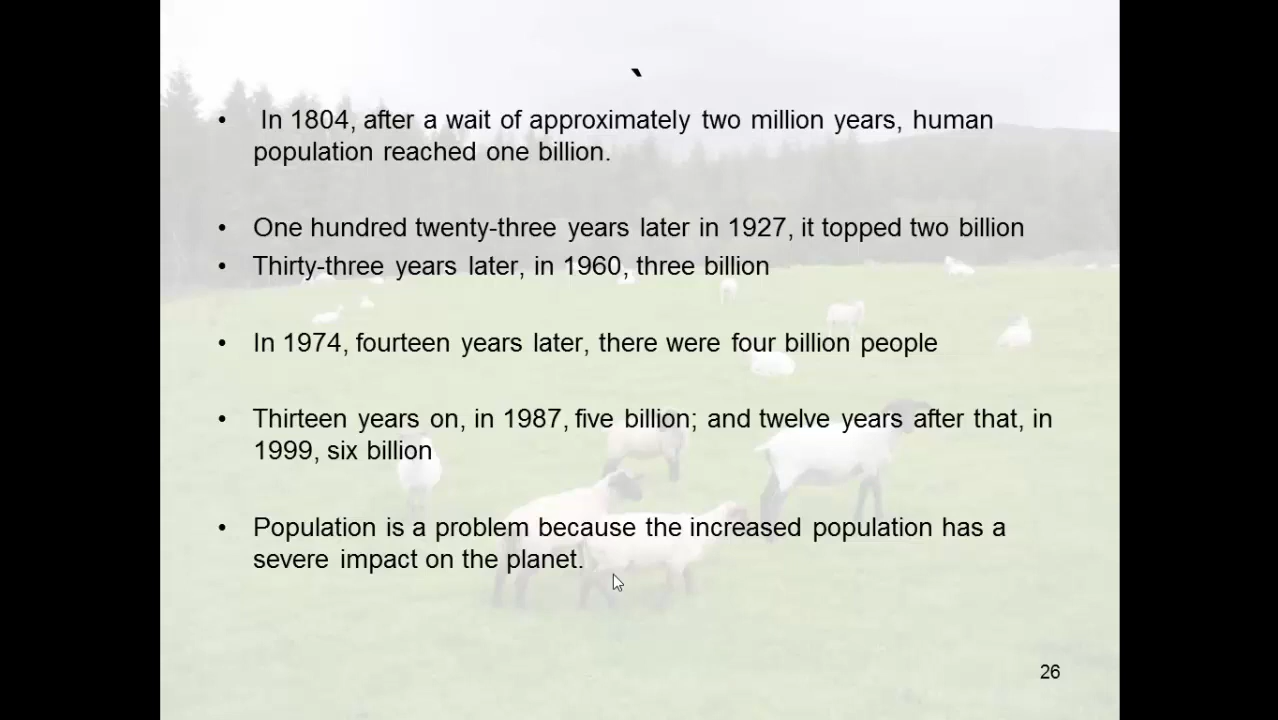 `
• In 1804, after a wait of approximately two million years, human
population reached one billion.
• One hundred twenty-three years later in 1927, it topped two billion
• Thirty-three years later, in 1960, three billion
• In 1974, fourteen years later, there were four billion people
• Thirteen years on, in 1987, five billion; and twelve years after that, in
1999, six billion
• Population is a problem because the increased population has a
severe impact on the planet.
26